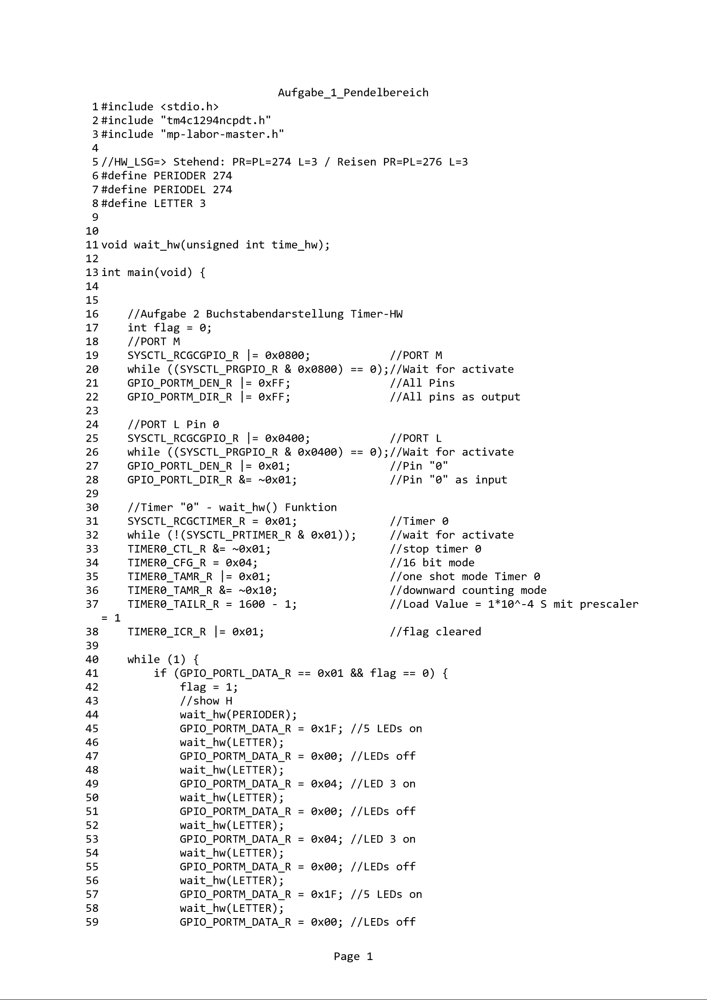 Aufgabe_1_Pendelbereich
1 #include <stdio.h>
2 #include "tm4c1294ncpdt.h"
3 #include "mp-labor-master.h"
4
5 //HW_LSG=> Stehend: PR=PL=274 L=3 / Reisen PR=PL=276 L=3
6 #define PERIODER 274
7 #define PERIODEL 274
8 #define LETTER 3
9
10
11 void wait_hw(unsigned int time_hw);
12
13 int main(void) {
14
15
16     //Aufgabe 2 Buchstabendarstellung Timer-HW
17     int flag = 0;
18     //PORT M
19     SYSCTL_RCGCGPIO_R |= 0x0800;            //PORT M
20     while ((SYSCTL_PRGPIO_R & 0x0800) == 0);//Wait for activate
21     GPIO_PORTM_DEN_R |= 0xFF;               //All Pins
22     GPIO_PORTM_DIR_R |= 0xFF;               //All pins as output
23
24     //PORT L Pin 0
25     SYSCTL_RCGCGPIO_R |= 0x0400;            //PORT L
26     while ((SYSCTL_PRGPIO_R & 0x0400) == 0);//Wait for activate
27     GPIO_PORTL_DEN_R |= 0x01;               //Pin "0"
28     GPIO_PORTL_DIR_R &= ~0x01;              //Pin "0" as input
29
30     //Timer "0" - wait_hw() Funktion
31     SYSCTL_RCGCTIMER_R = 0x01;              //Timer 0
32     while (!(SYSCTL_PRTIMER_R & 0x01));     //wait for activate
33     TIMER0_CTL_R &= ~0x01;                  //stop timer 0
34     TIMER0_CFG_R = 0x04;                    //16 bit mode
35     TIMER0_TAMR_R |= 0x01;                  //one shot mode Timer 0
36     TIMER0_TAMR_R &= ~0x10;                 //downward counting mode
37     TIMER0_TAILR_R = 1600 - 1;              //Load Value = 1*10^-4 S mit prescaler
= 1
38     TIMER0_ICR_R |= 0x01;                   //flag cleared
39
40     while (1) {
41         if (GPIO_PORTL_DATA_R == 0x01 && flag == 0) {
42             flag = 1;
43             //show H
44             wait_hw(PERIODER);
45             GPIO_PORTM_DATA_R = 0x1F; //5 LEDs on
46             wait_hw(LETTER);
47             GPIO_PORTM_DATA_R = 0x00; //LEDs off
48             wait_hw(LETTER);
49             GPIO_PORTM_DATA_R = 0x04; //LED 3 on
50             wait_hw(LETTER);
51             GPIO_PORTM_DATA_R = 0x00; //LEDs off
52             wait_hw(LETTER);
53             GPIO_PORTM_DATA_R = 0x04; //LED 3 on
54             wait_hw(LETTER);
55             GPIO_PORTM_DATA_R = 0x00; //LEDs off
56             wait_hw(LETTER);
57             GPIO_PORTM_DATA_R = 0x1F; //5 LEDs on
58             wait_hw(LETTER);
59             GPIO_PORTM_DATA_R = 0x00; //LEDs off
Page 1